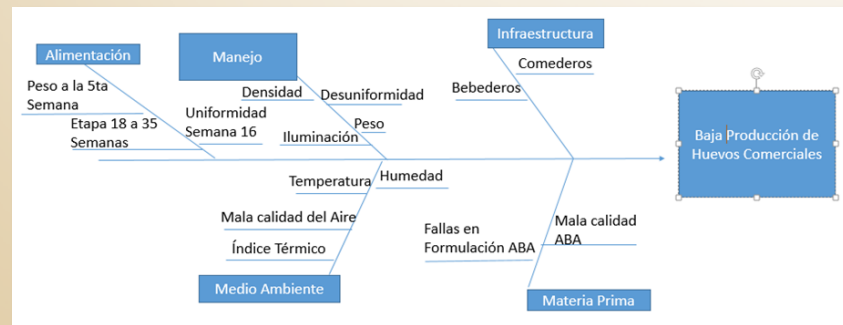 Alimentación
Manejo
Infraestructura
Peso a la 5ta
Semana
Etapa 18 a 35
Semanas
Uniformidad
Semana 16
Densidad
Desuniformidad
Peso
Iluminación
Comederos
Bebederos
Baja Producción de
Huevos Comerciales
Temperatura
Humedad
Mala calidad del Aire
Índice Térmico
Medio Ambiente
Fallas en
Formulación ABA
Mala calidad
ABA
Materia Prima